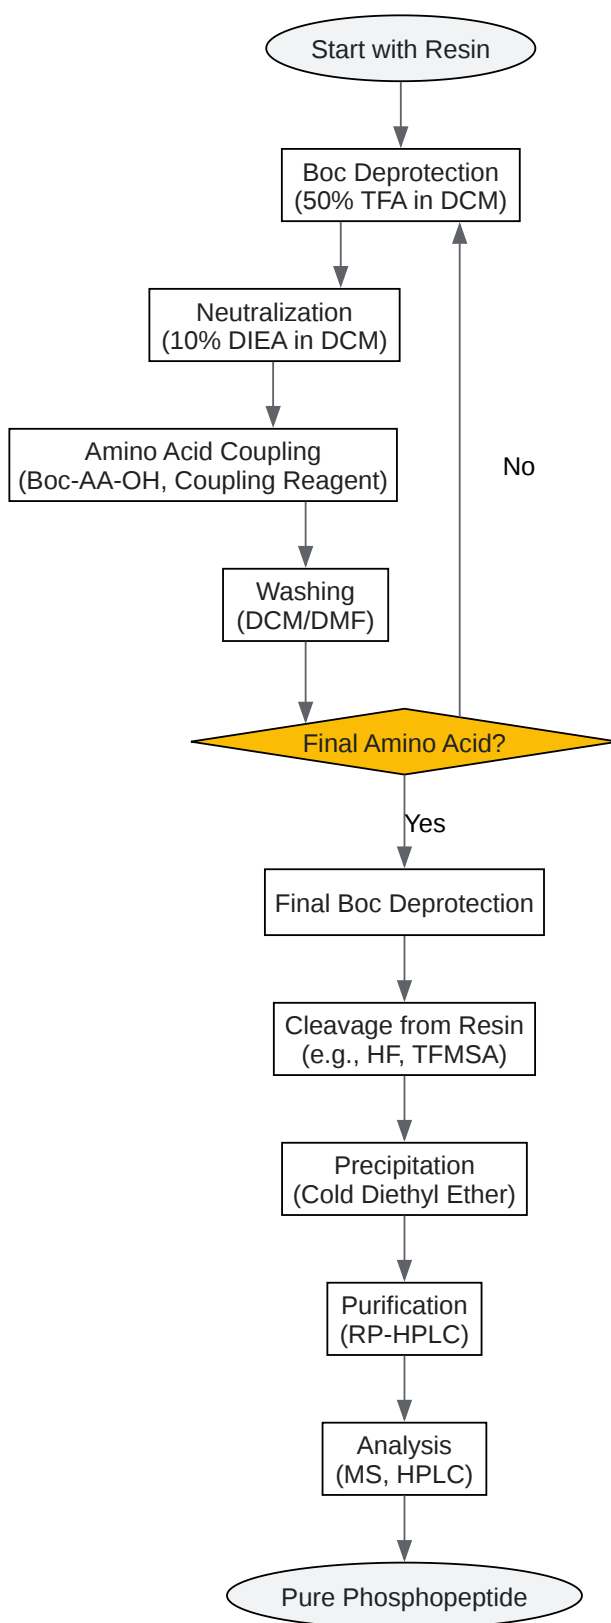 Start with Resin
Boc Deprotection
(50% TFA in DCM)
Neutralization
(10% DIEA in DCM)
Amino Acid Coupling
(Boc-AA-OH, Coupling Reagent)
No
Washing
(DCM/DMF)
Final Amino Acid?
Yes
Final Boc Deprotection
Cleavage from Resin
(e.g., HF, TFMSA)
Precipitation
(Cold Diethyl Ether)
Purification
(RP-HPLC)
Analysis
(MS, HPLC)
Pure Phosphopeptide